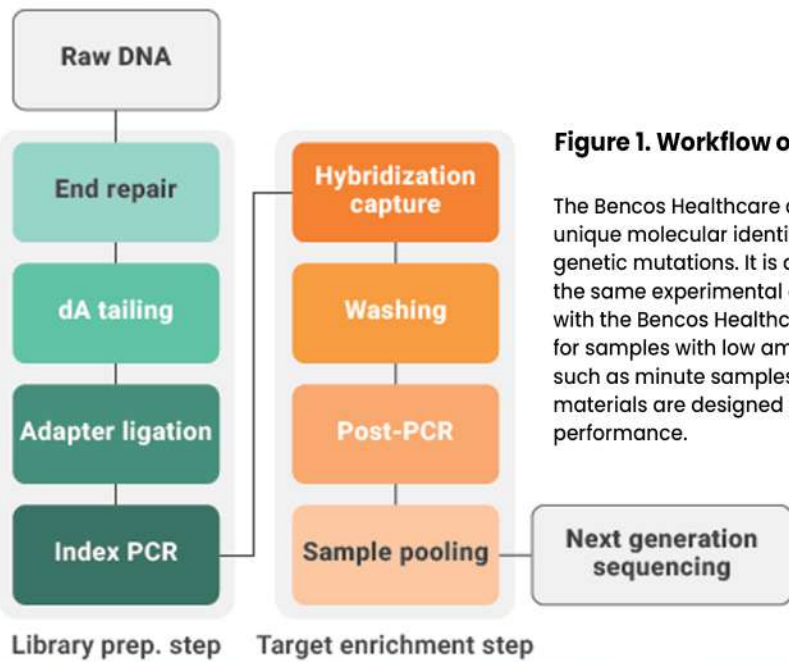 Raw DNA
End repair
dA tailing
Adapter ligation
Index PCR
Library prep. step
Hybridization
capture
Washing
Post-PCR
Sample pooling
Target enrichment step
Next generation
sequencing
Figure 1. Workflow o
The Bencos Healthcare
unique molecular identi
genetic mutations. It is
the same experimental
with the Bencos Healthc
for samples with low am
such as minute samples
materials are designed
performance.